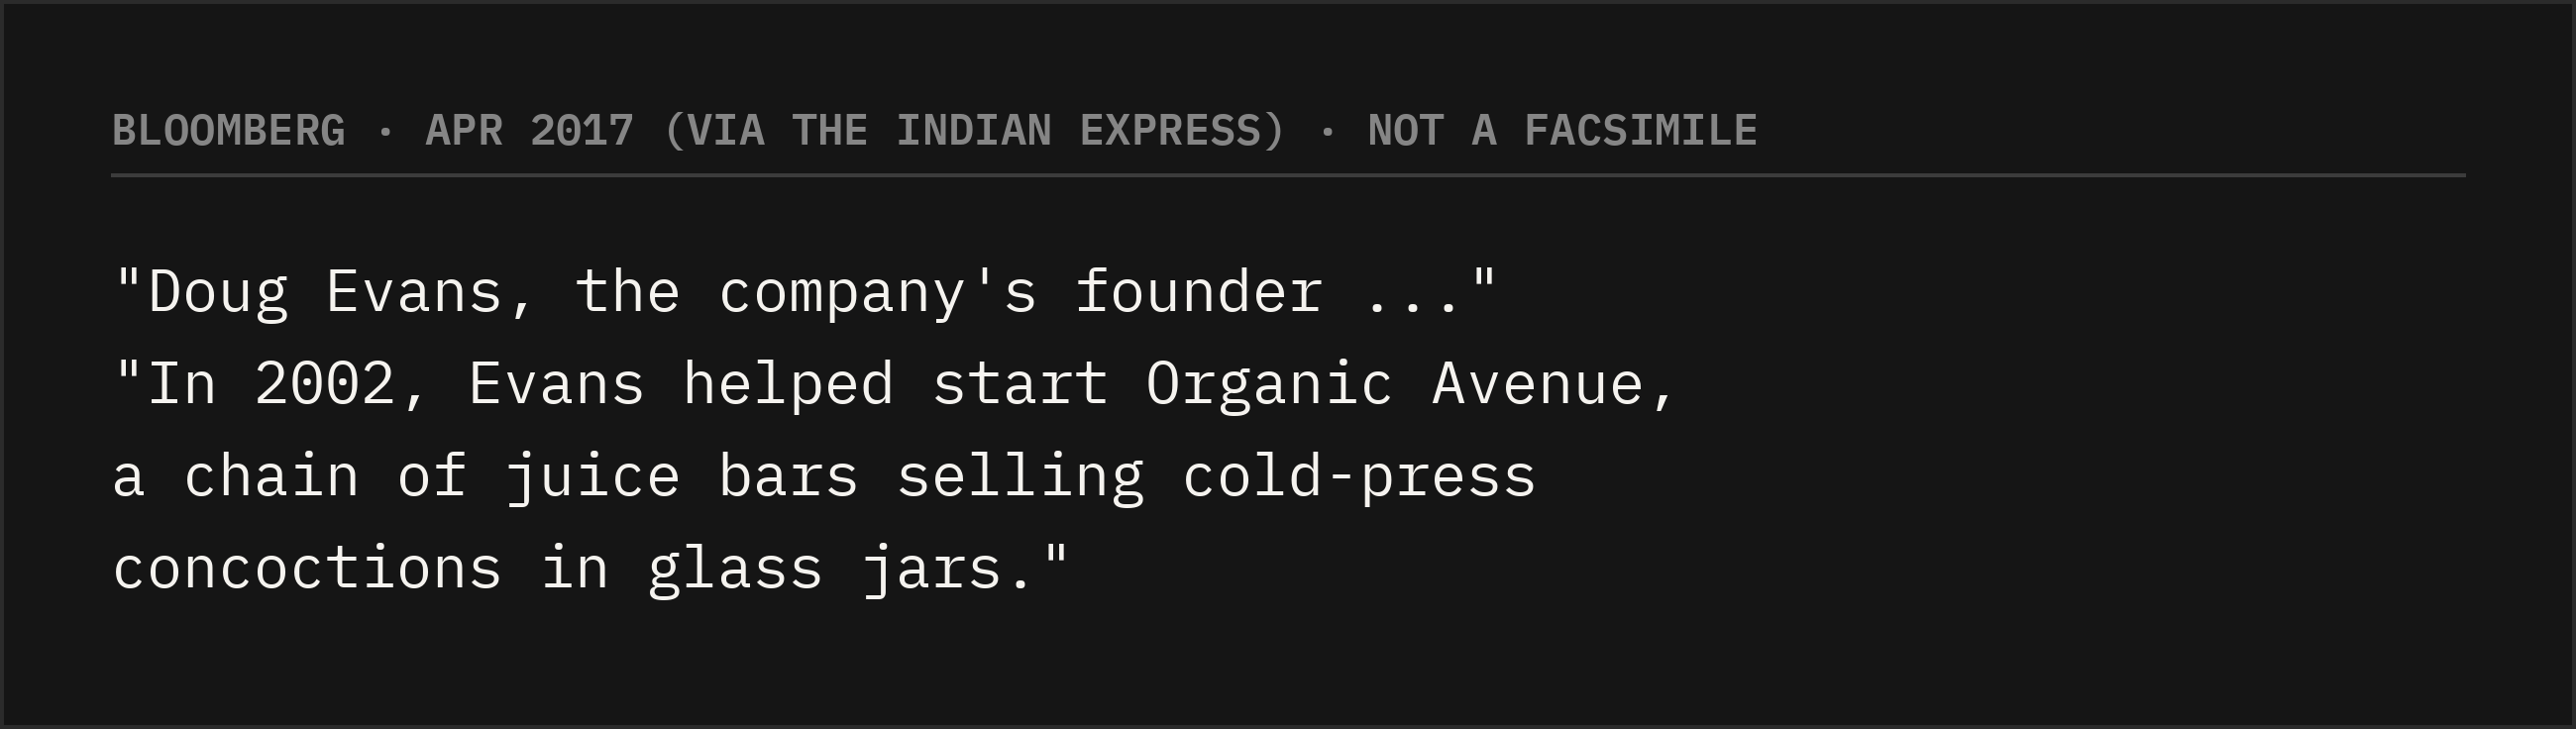 BLOOMBERG · APR 2017 (VIA THE INDIAN EXPRESS) · NOT A FACSIMILE
"Doug Evans, the company's founder ..."
"In 2002, Evans helped start Organic Avenue,
a chain of juice bars selling cold-press
concoctions in glass jars."